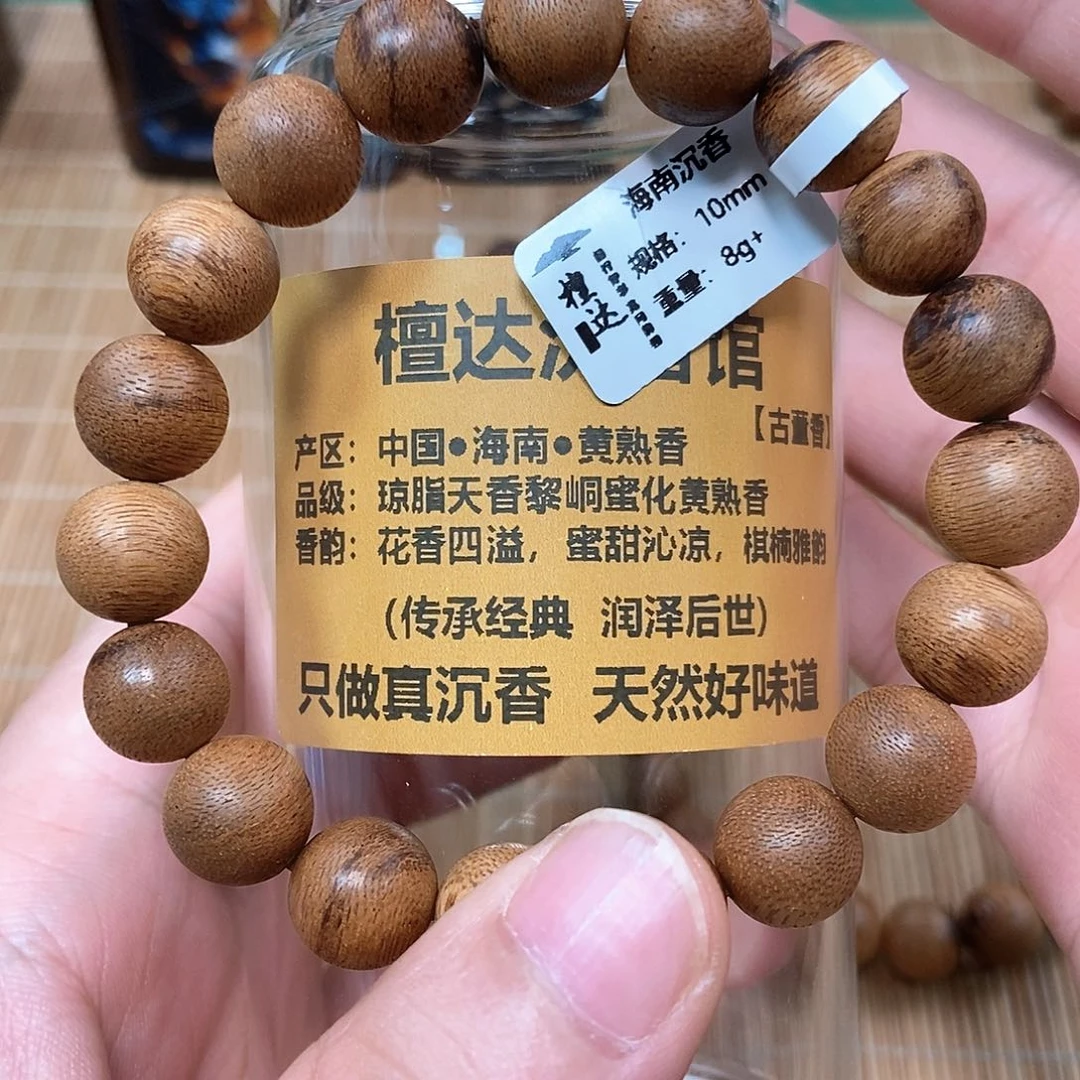 海南沉香
规格：10mm
重量：8g+
檀达
檀达沉香馆
【古董香】
产区：中国•海南•黄熟香
品级：琼脂天香黎峒蜜化黄熟香
香韵：花香四溢，蜜甜沁凉，棋楠雅韵
(传承经典 润泽后世)
只做真沉香 天然好味道